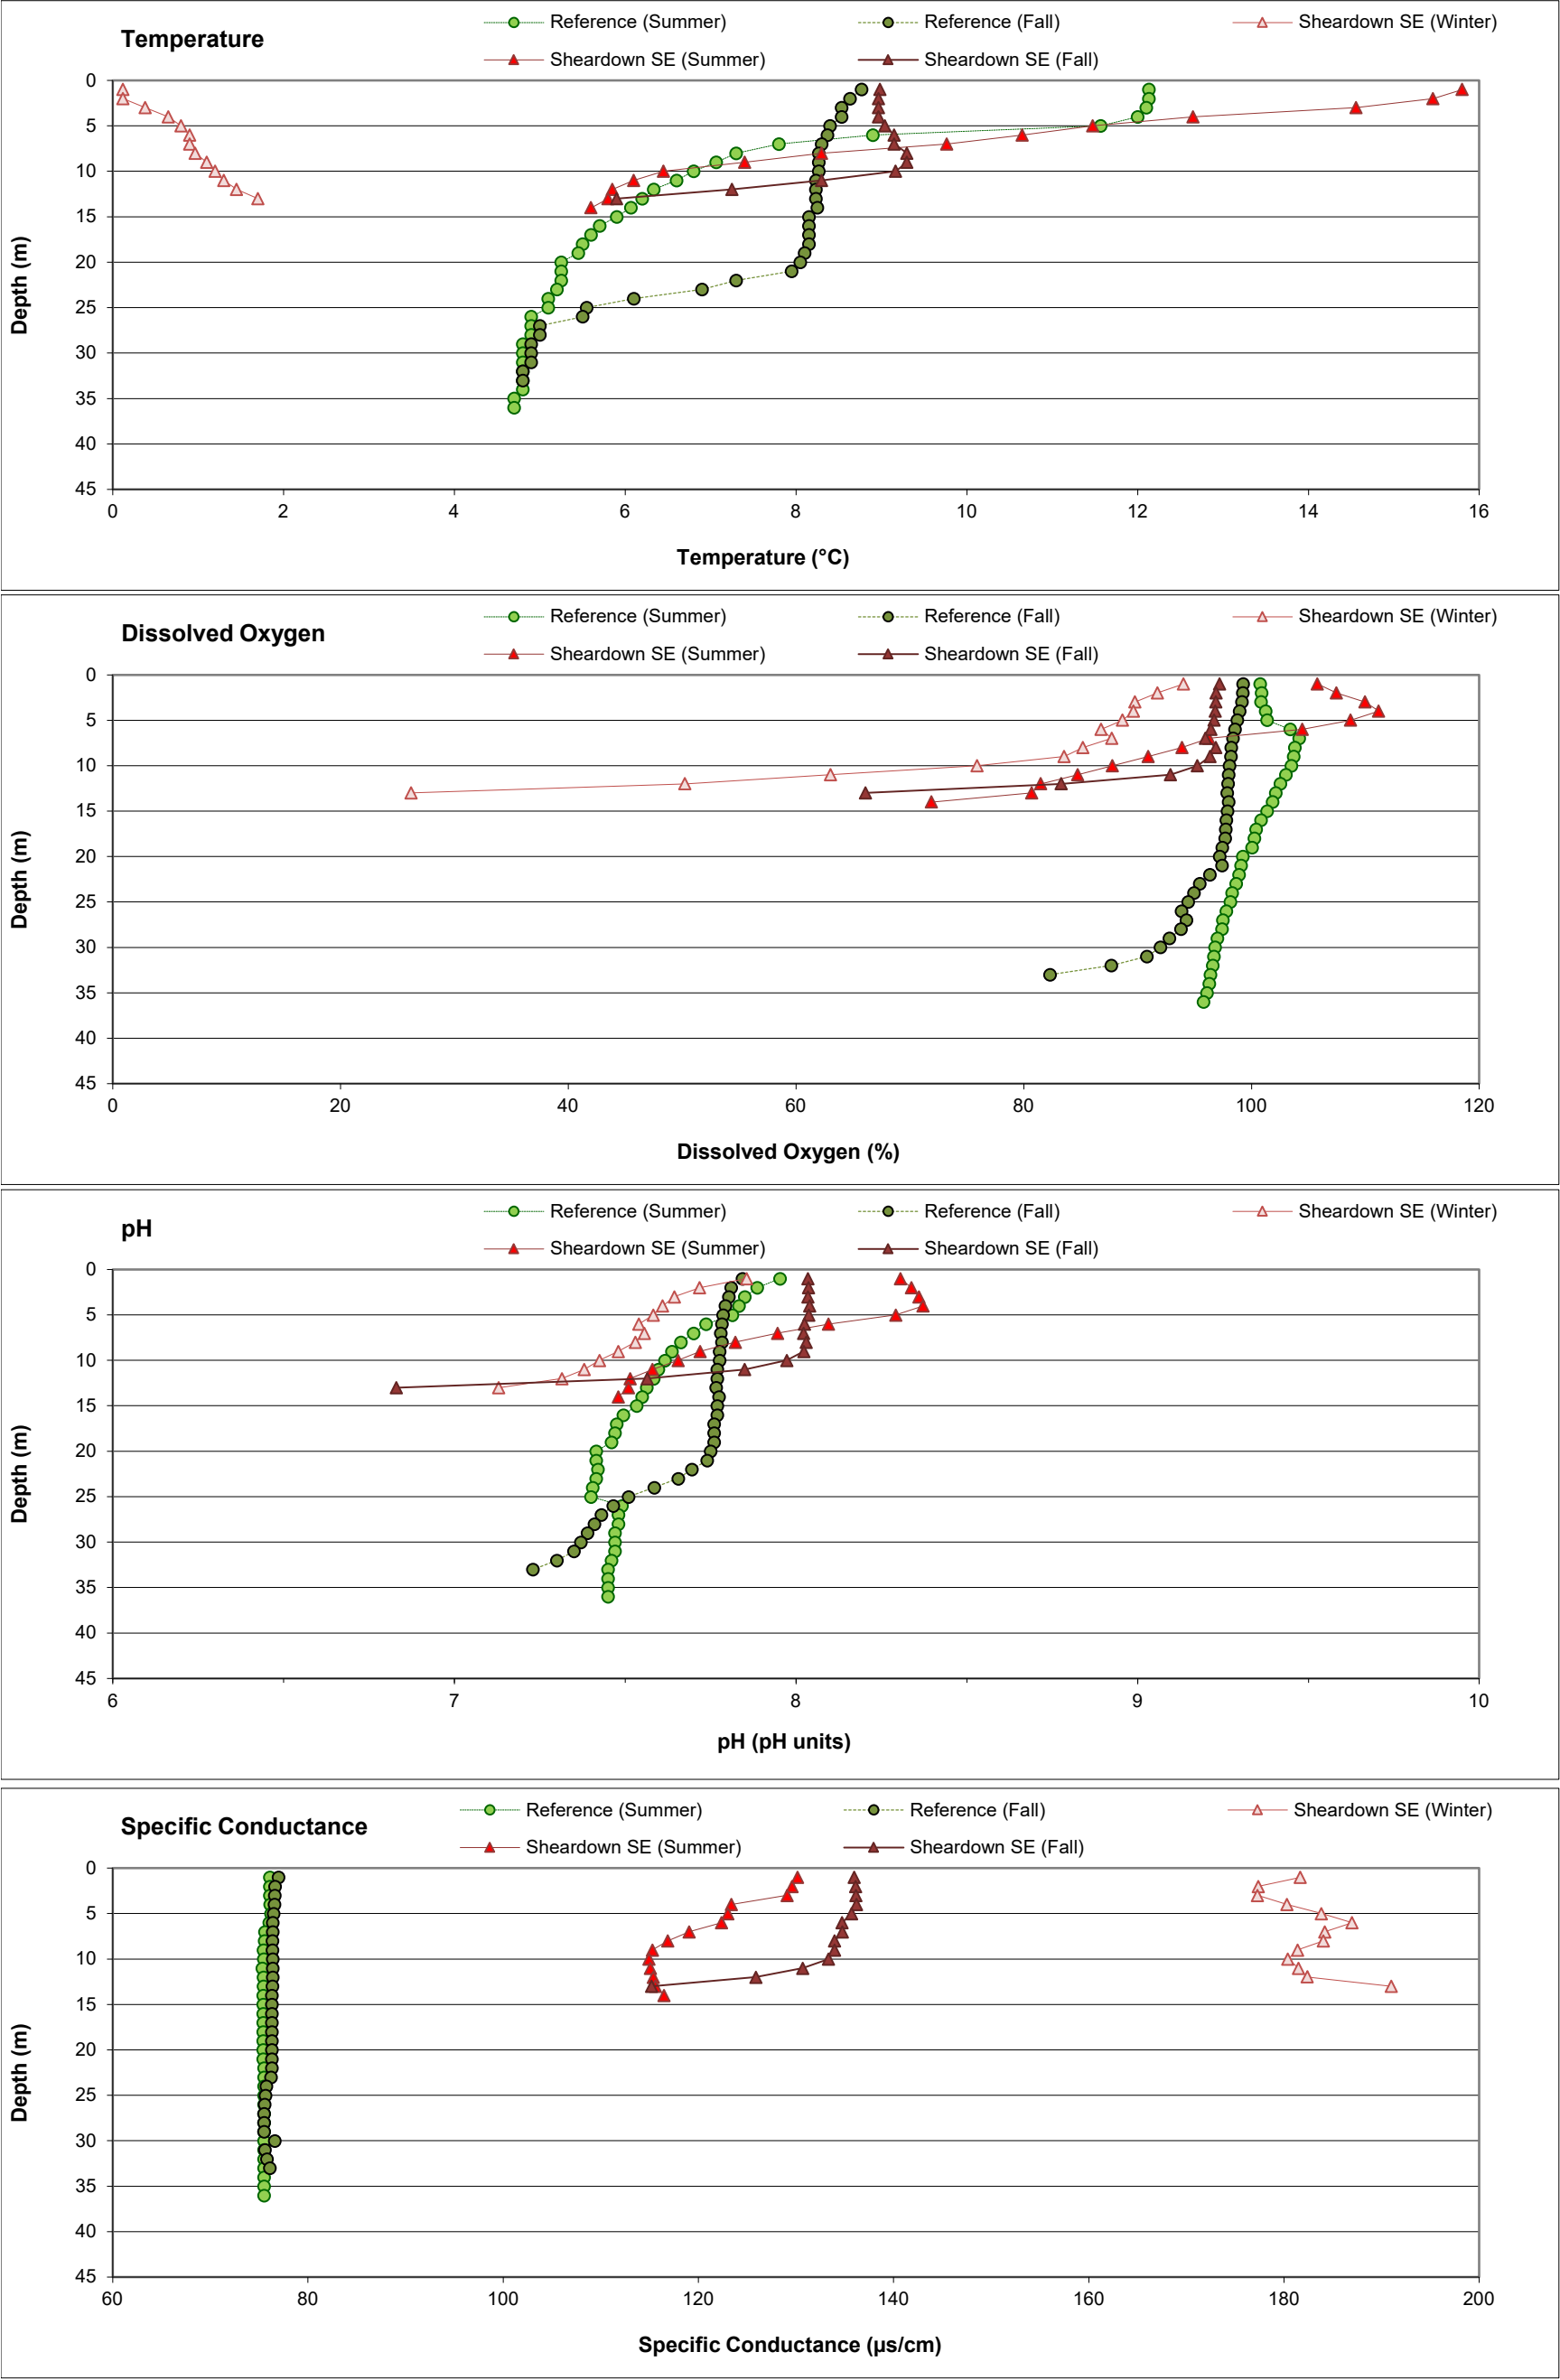 Temperature
Reference (Summer) Reference (Fall) Sheardown SE (Winter)
Sheardown SE (Summer) Sheardown SE (Fall)
0
5
10
15
20
25
30
35
40
45
Depth (m)
0 2 4 6 8 10 12 14 16
Temperature (°C)
Dissolved Oxygen
Reference (Summer) Reference (Fall) Sheardown SE (Winter)
Sheardown SE (Summer) Sheardown SE (Fall)
0
5
10
15
20
25
30
35
40
45
Depth (m)
0 20 40 60 80 100 120
Dissolved Oxygen (%)
pH
Reference (Summer) Reference (Fall) Sheardown SE (Winter)
Sheardown SE (Summer) Sheardown SE (Fall)
0
5
10
15
20
25
30
35
40
45
Depth (m)
6 7 8 9 10
pH (pH units)
Specific Conductance
Reference (Summer) Reference (Fall) Sheardown SE (Winter)
Sheardown SE (Summer) Sheardown SE (Fall)
0
5
10
15
20
25
30
35
40
45
Depth (m)
60 80 100 120 140 160 180 200
Specific Conductance (µs/cm)